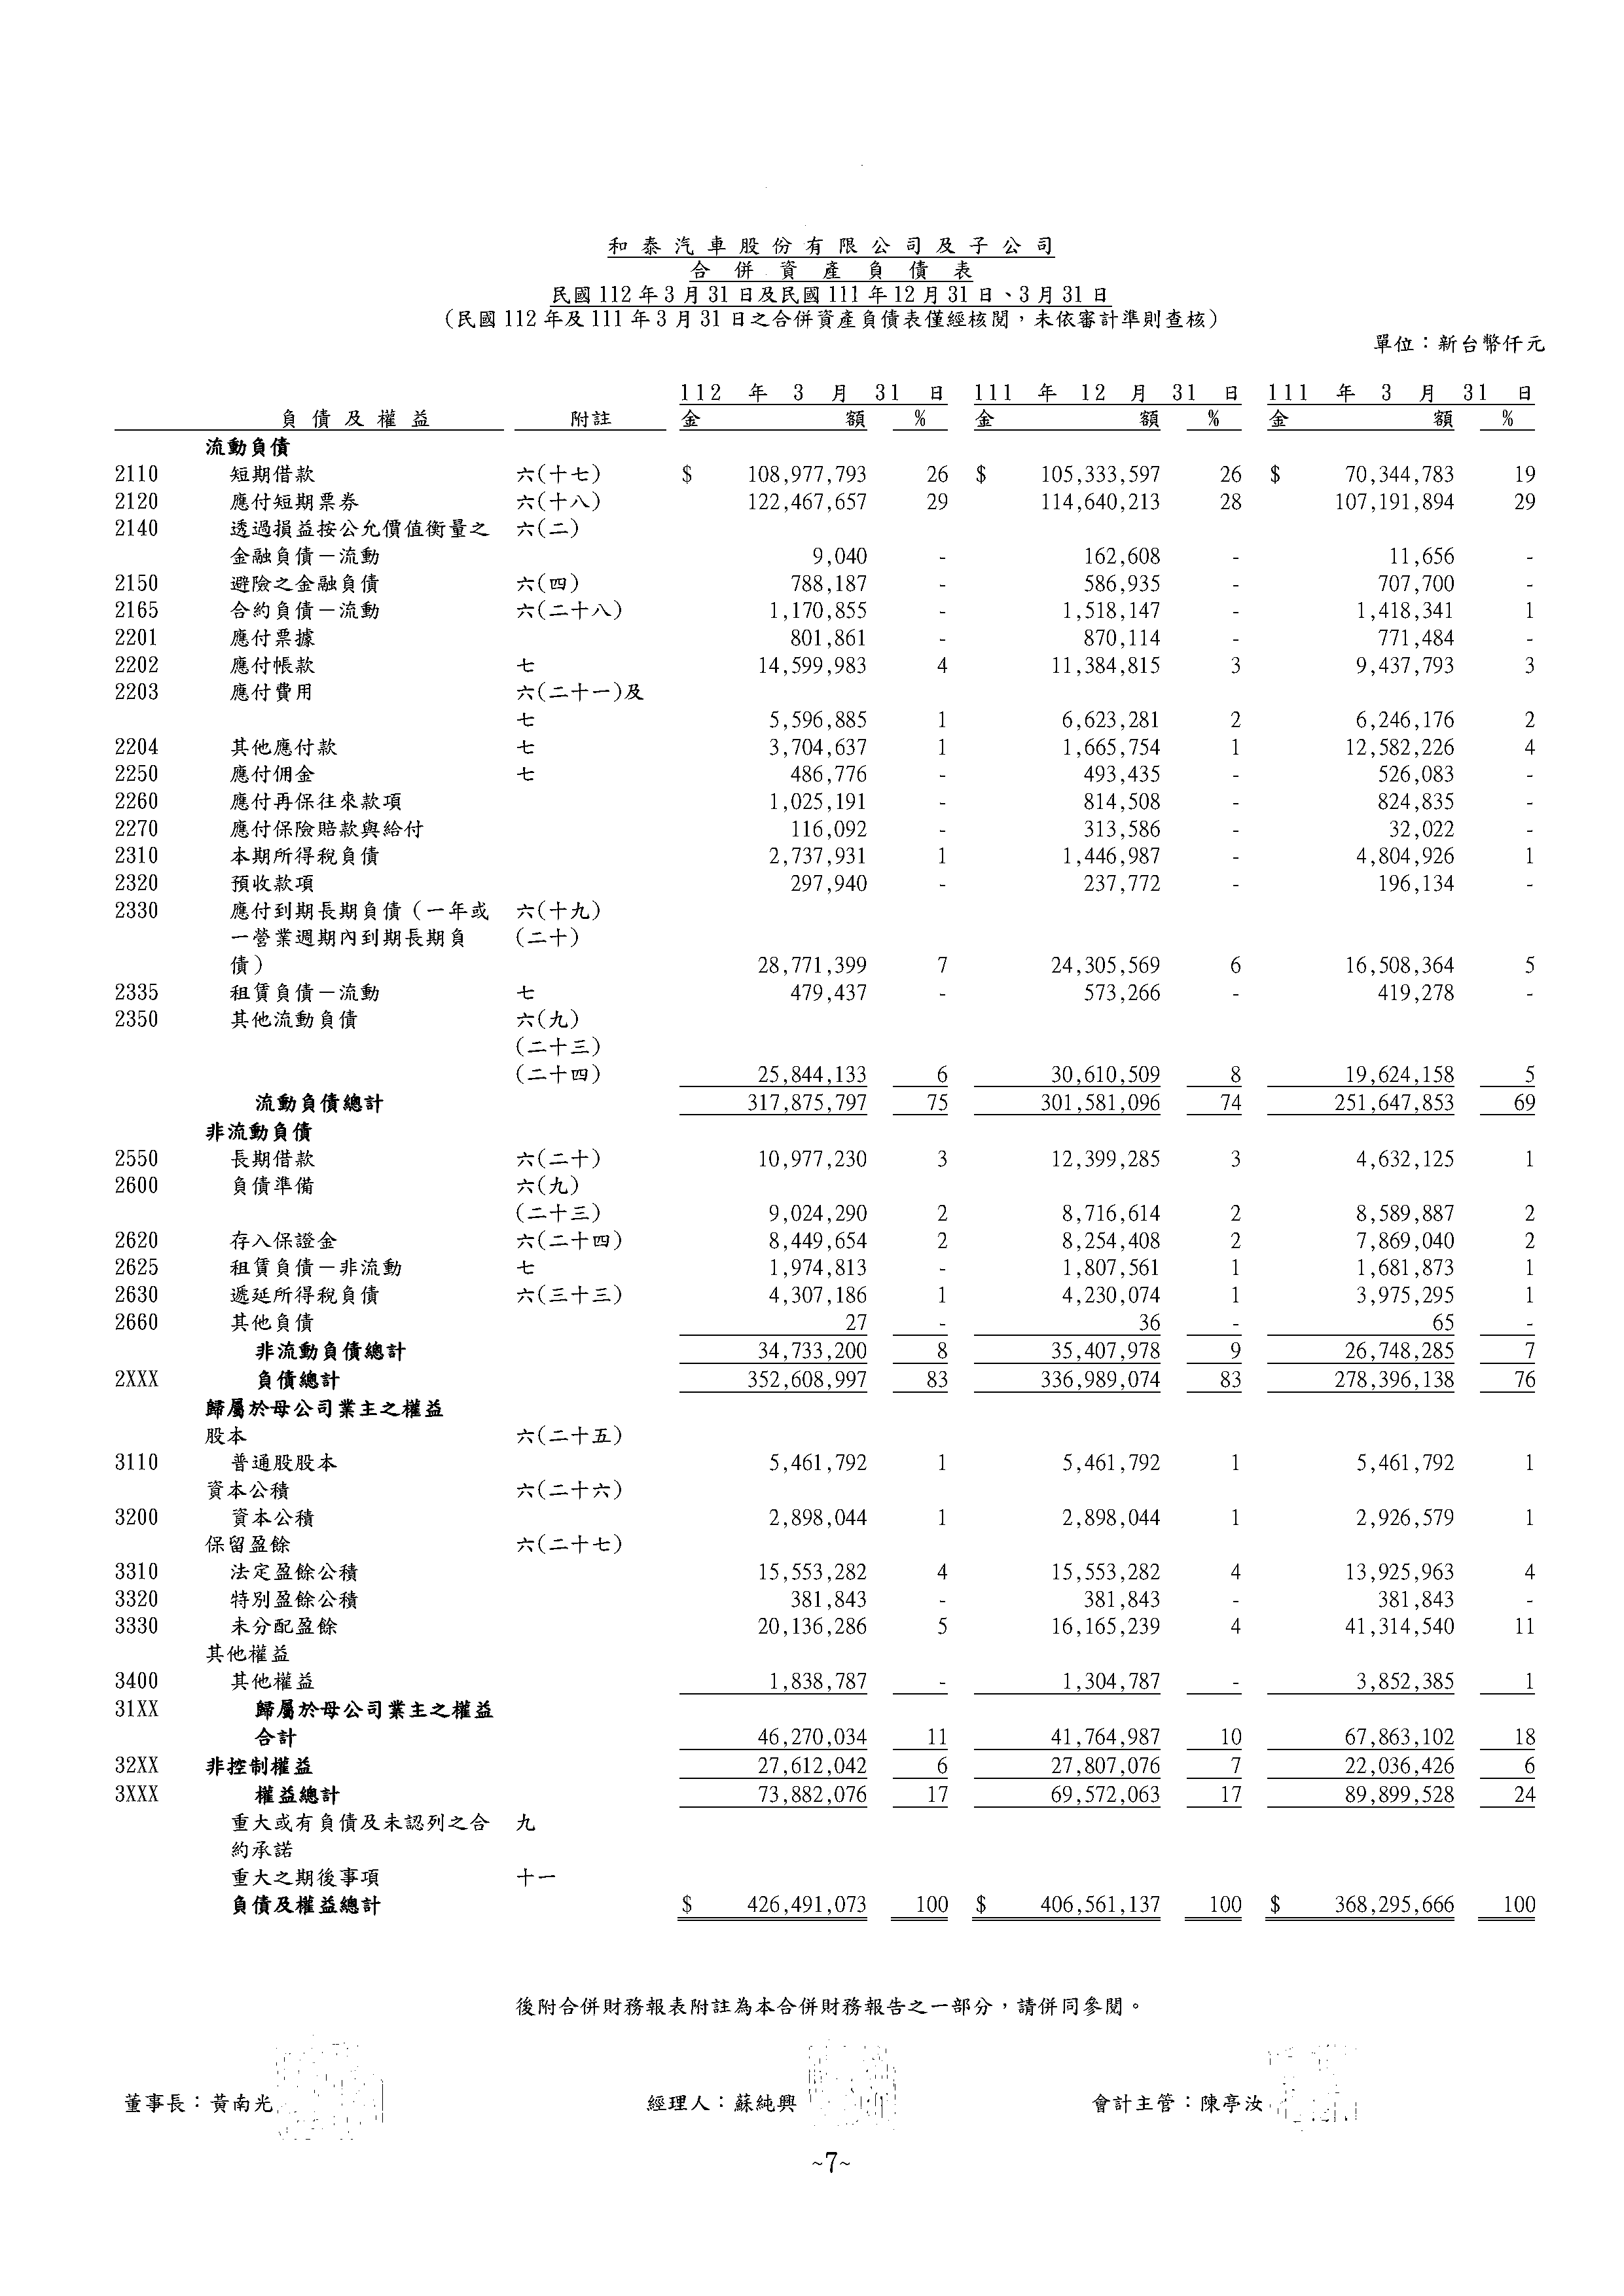 和泰汽車股份有限公司及子公司
合併資產負債表
民國112年3月31日及民國111年12月31日、3月31日
(民國112年及111年3月31日之合併資產負債表僅經核閱，未依審計準則查核)
單位：新台幣仟元
112 年 3 月 31 日 111 年 12 月 31 日 111 年 3 月 31 日
負債及權益 附註 金 額 % 金 額 % 金 額 %
流動負債
2110 短期借款 六(十七) $ 108,977,793 26 $ 105,333,597 26 $ 70,344,783 19
2120 應付短期票券 六(十八) 122,467,657 29 114,640,213 28 107,191,894 29
2140 透過損益按公允價值衡量之 六(二)
金融負債－流動 9,040 - 162,608 - 11,656 -
2150 避險之金融負債 六(四) 788,187 - 586,935 - 707,700 -
2165 合約負債－流動 六(二十八) 1,170,855 - 1,518,147 - 1,418,341 1
2201 應付票據 801,861 - 870,114 - 771,484 -
2202 應付帳款 七 14,599,983 4 11,384,815 3 9,437,793 3
2203 應付費用 六(二十一)及
七 5,596,885 1 6,623,281 2 6,246,176 2
2204 其他應付款 七 3,704,637 1 1,665,754 1 12,582,226 4
2250 應付佣金 七 486,776 - 493,435 - 526,083 -
2260 應付再保往來款項 1,025,191 - 814,508 - 824,835 -
2270 應付保險賠款與給付 116,092 - 313,586 - 32,022 -
2310 本期所得稅負債 2,737,931 1 1,446,987 - 4,804,926 1
2320 預收款項 297,940 - 237,772 - 196,134 -
2330 應付到期長期負債（一年或 六(十九)
一營業週期內到期長期負 (二十)
債） 28,771,399 7 24,305,569 6 16,508,364 5
2335 租賃負債－流動 七 479,437 - 573,266 - 419,278 -
2350 其他流動負債 六(九)
(二十三)
(二十四) 25,844,133 6 30,610,509 8 19,624,158 5
流動負債總計 317,875,797 75 301,581,096 74 251,647,853 69
非流動負債
2550 長期借款 六(二十) 10,977,230 3 12,399,285 3 4,632,125 1
2600 負債準備 六(九)
(二十三) 9,024,290 2 8,716,614 2 8,589,887 2
2620 存入保證金 六(二十四) 8,449,654 2 8,254,408 2 7,869,040 2
2625 租賃負債－非流動 七 1,974,813 - 1,807,561 1 1,681,873 1
2630 遞延所得稅負債 六(三十三) 4,307,186 1 4,230,074 1 3,975,295 1
2660 其他負債 27 - 36 - 65 -
非流動負債總計 34,733,200 8 35,407,978 9 26,748,285 7
2XXX 負債總計 352,608,997 83 336,989,074 83 278,396,138 76
歸屬於母公司業主之權益
股本 六(二十五)
3110 普通股股本 5,461,792 1 5,461,792 1 5,461,792 1
資本公積 六(二十六)
3200 資本公積 2,898,044 1 2,898,044 1 2,926,579 1
保留盈餘 六(二十七)
3310 法定盈餘公積 15,553,282 4 15,553,282 4 13,925,963 4
3320 特別盈餘公積 381,843 - 381,843 - 381,843 -
3330 未分配盈餘 20,136,286 5 16,165,239 4 41,314,540 11
其他權益
3400 其他權益 1,838,787 - 1,304,787 - 3,852,385 1
31XX 歸屬於母公司業主之權益
合計 46,270,034 11 41,764,987 10 67,863,102 18
32XX 非控制權益 27,612,042 6 27,807,076 7 22,036,426 6
3XXX 權益總計 73,882,076 17 69,572,063 17 89,899,528 24
重大或有負債及未認列之合 九
約承諾
重大之期後事項 十一
負債及權益總計 $ 426,491,073 100 $ 406,561,137 100 $ 368,295,666 100
後附合併財務報表附註為本合併財務報告之一部分，請併同參閱。
董事長：黃南光 經理人：蘇純興 會計主管：陳亭汝
~7~